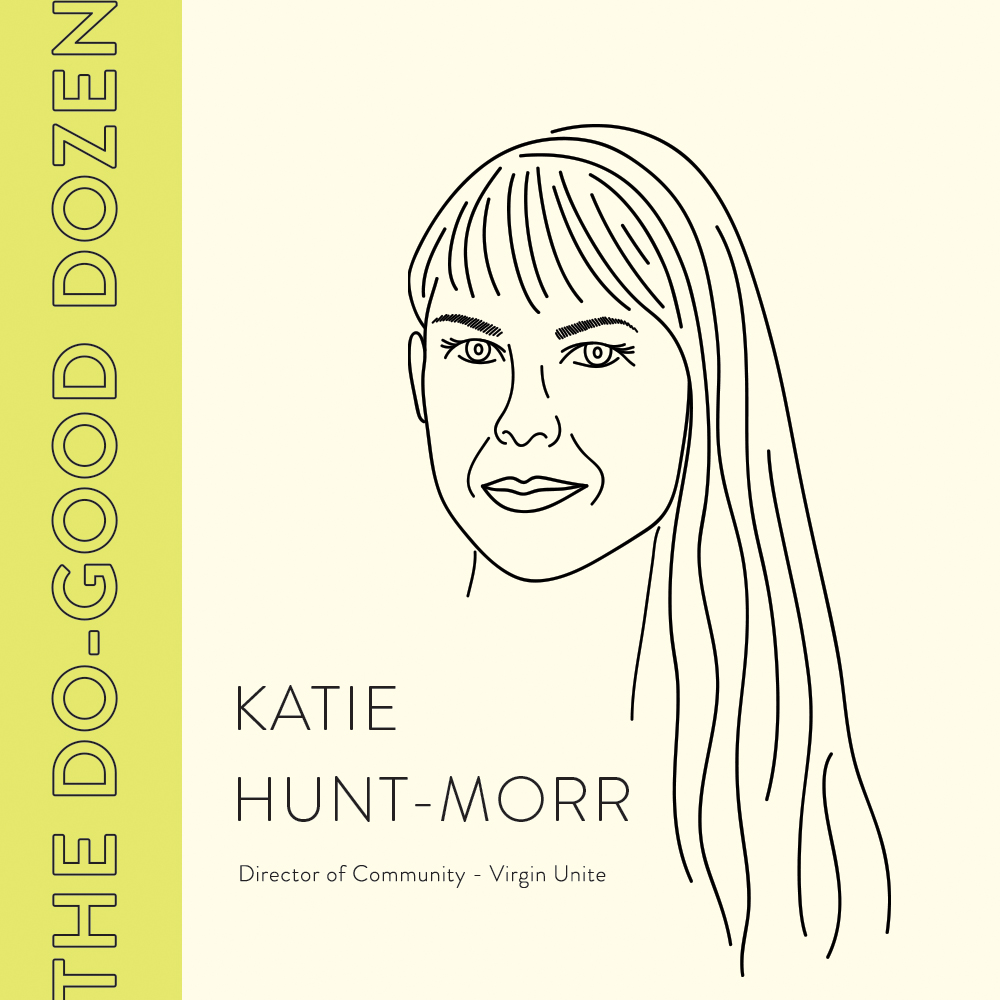 THE DO-GOOD DOZEN
KATIE
HUNT-MORR
Director of Community - Virgin Unite